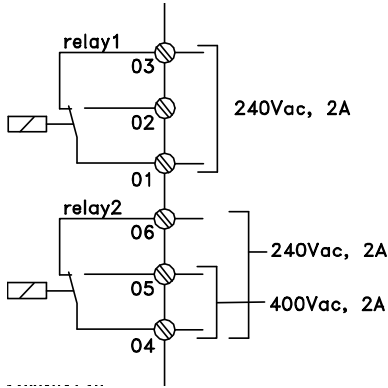 relay1
03
240Vac, 2A
02
01
relay2
06
240Vac, 2A
05
400Vac, 2A
04